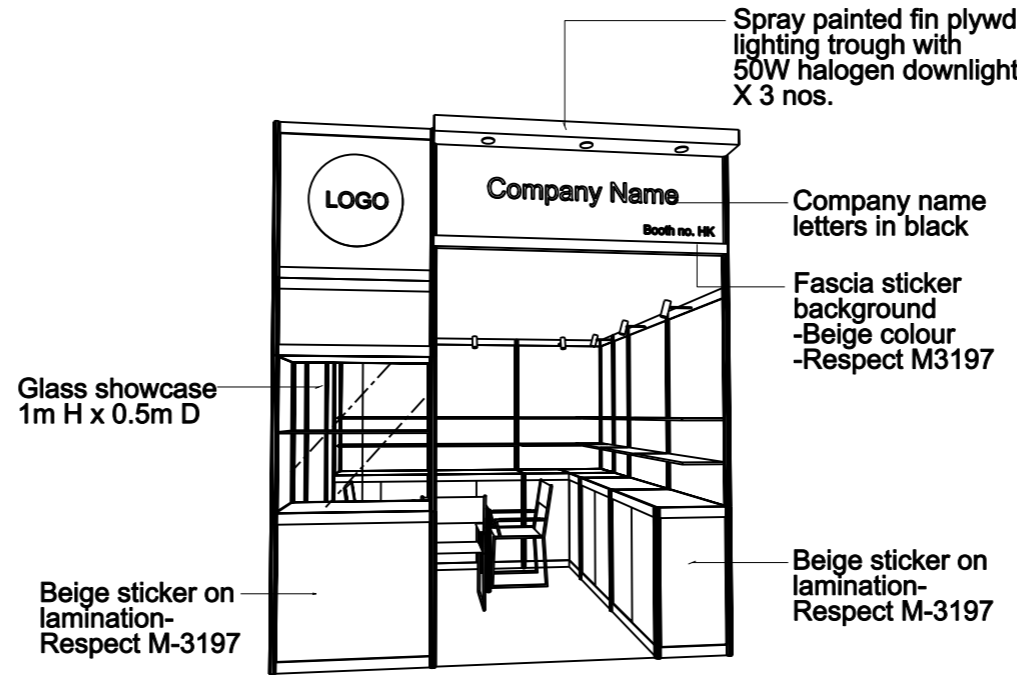 Spray painted fin plywd
lighting trough with
50W halogen downlight
X 3 nos.
LOGO
Company Name
Booth no. HK
Company name
letters in black
Fascia sticker
background
-Beige colour
-Respect M3197
Glass showcase
1m H x 0.5m D
Beige sticker on
lamination-
Respect M-3197
Beige sticker on
lamination-
Respect M-3197